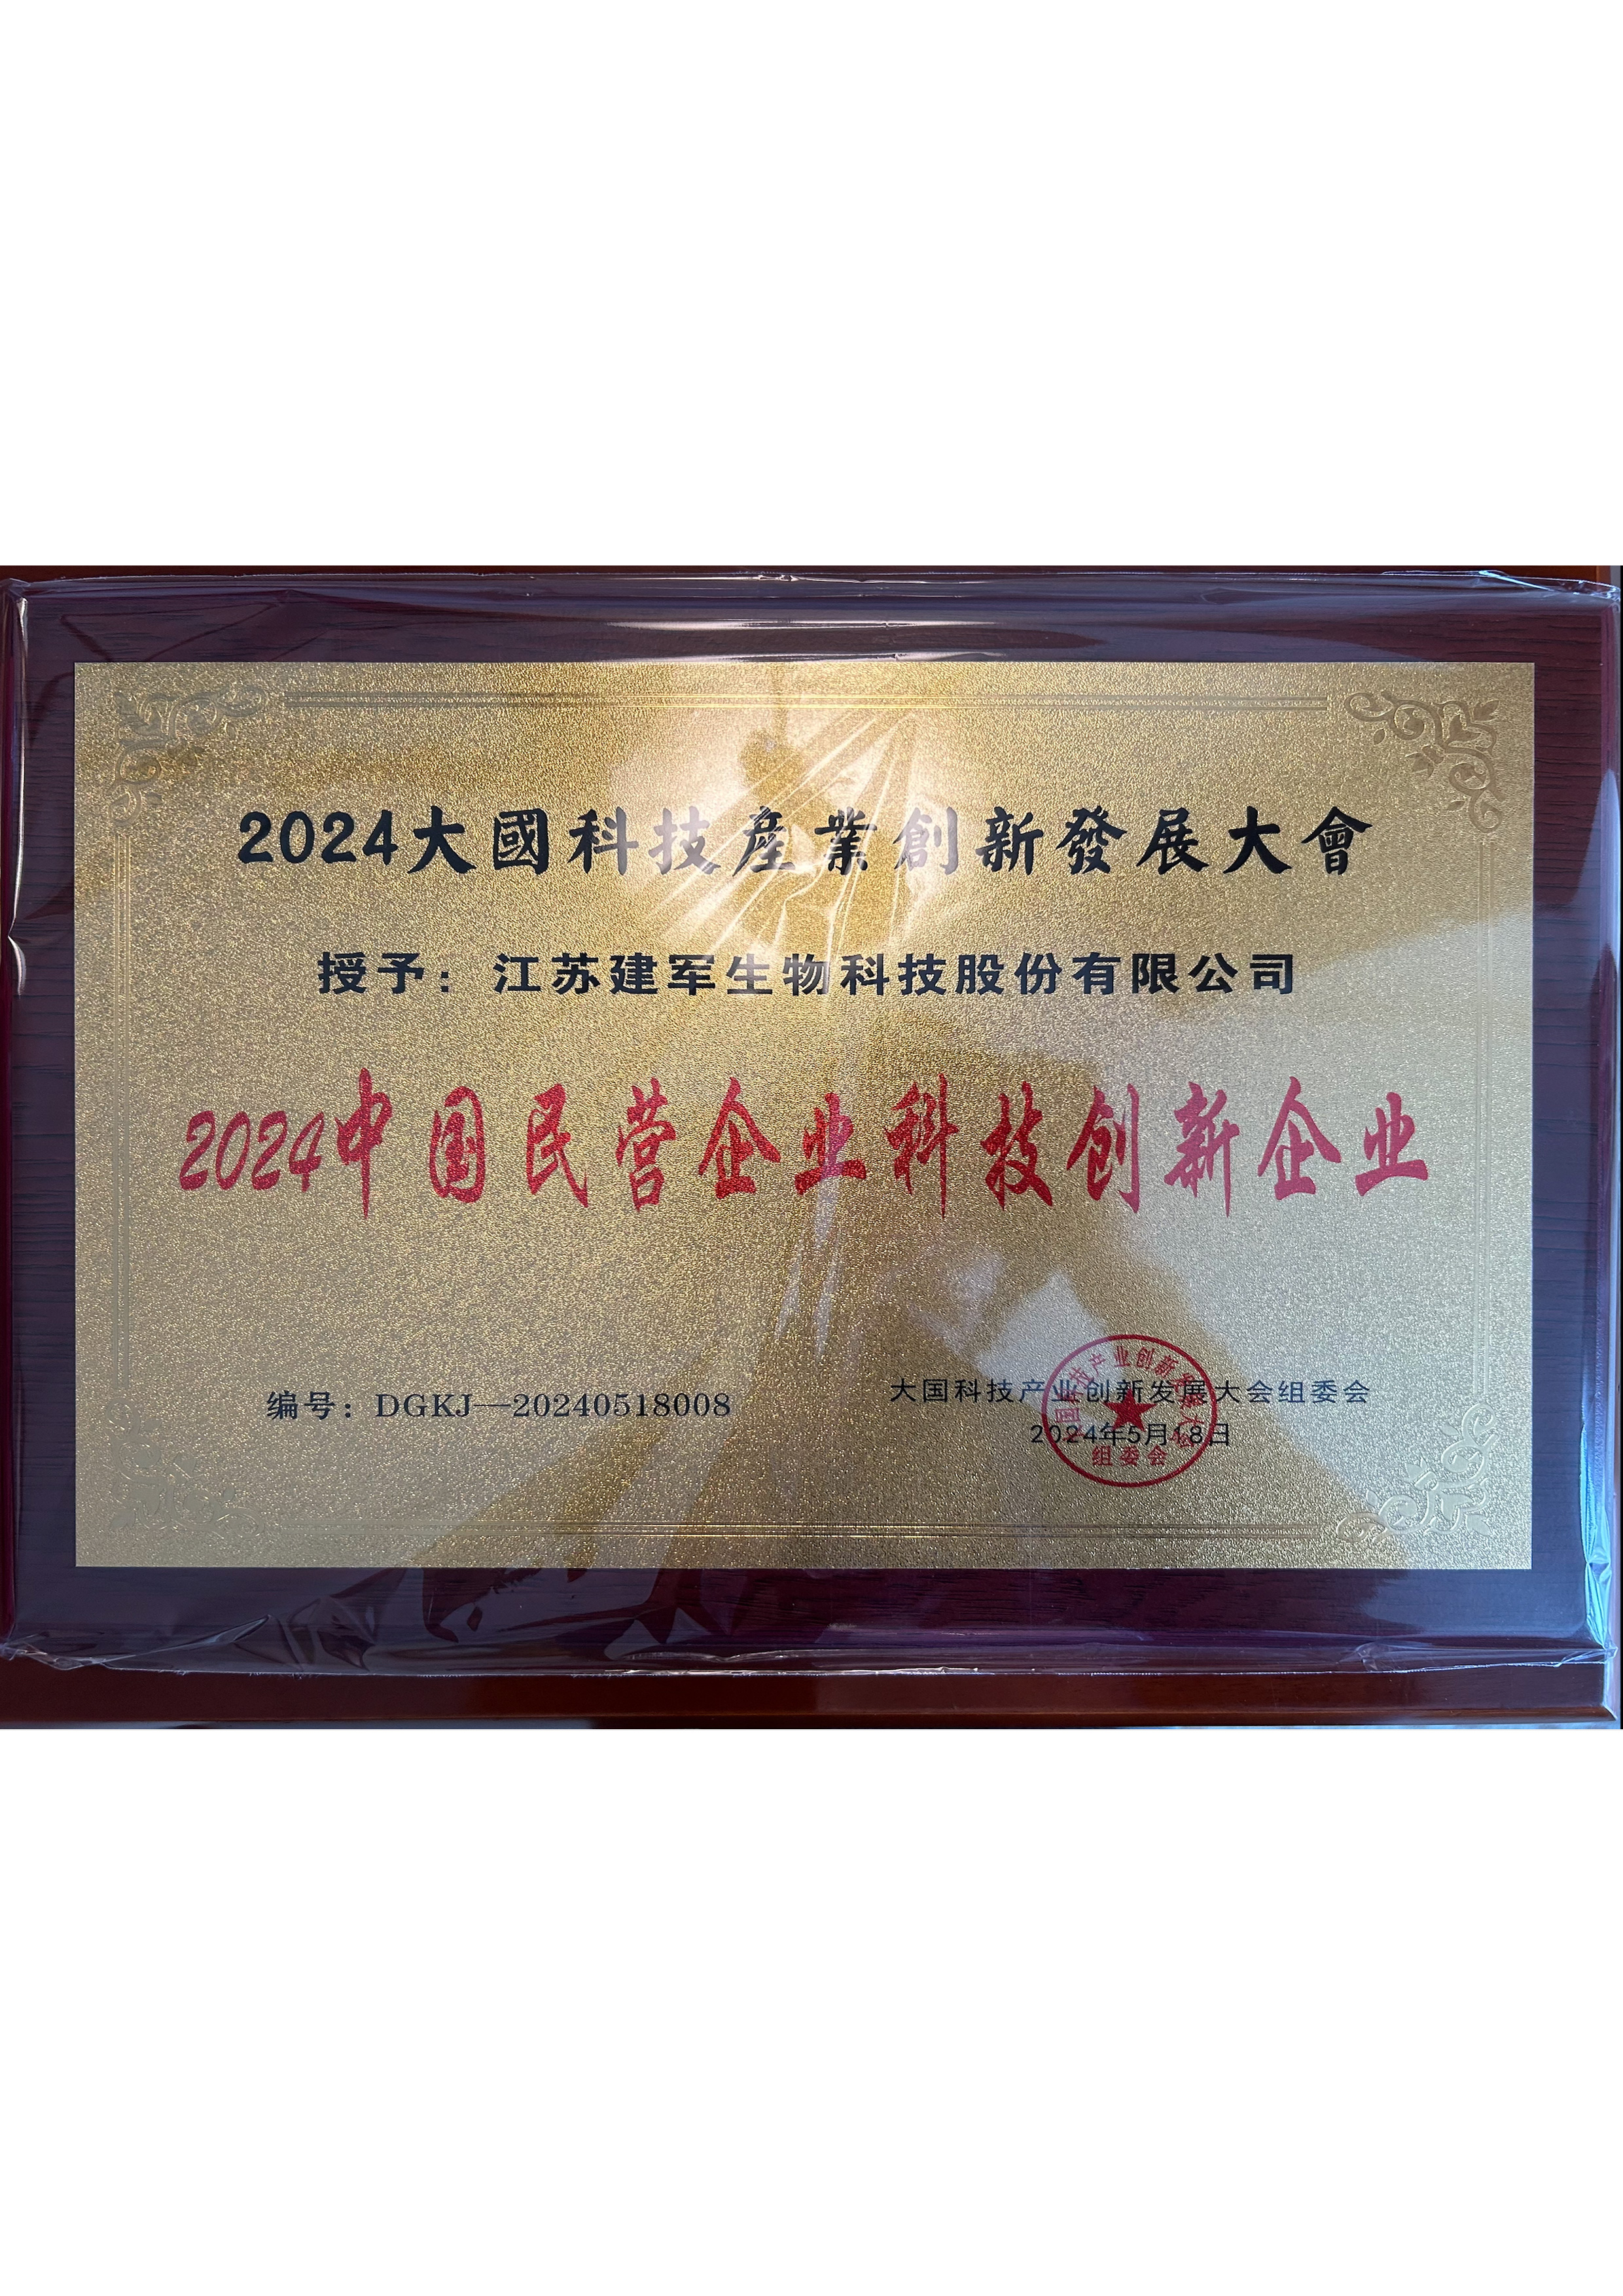 2024大國科技産業創新發展大會
授予：江苏建军生物科技股份有限公司
2024中国民营企业科技创新企业
编号：DGKJ—20240518008
大国科技产业创新发展大会组委会
2024年5月18日
组委会